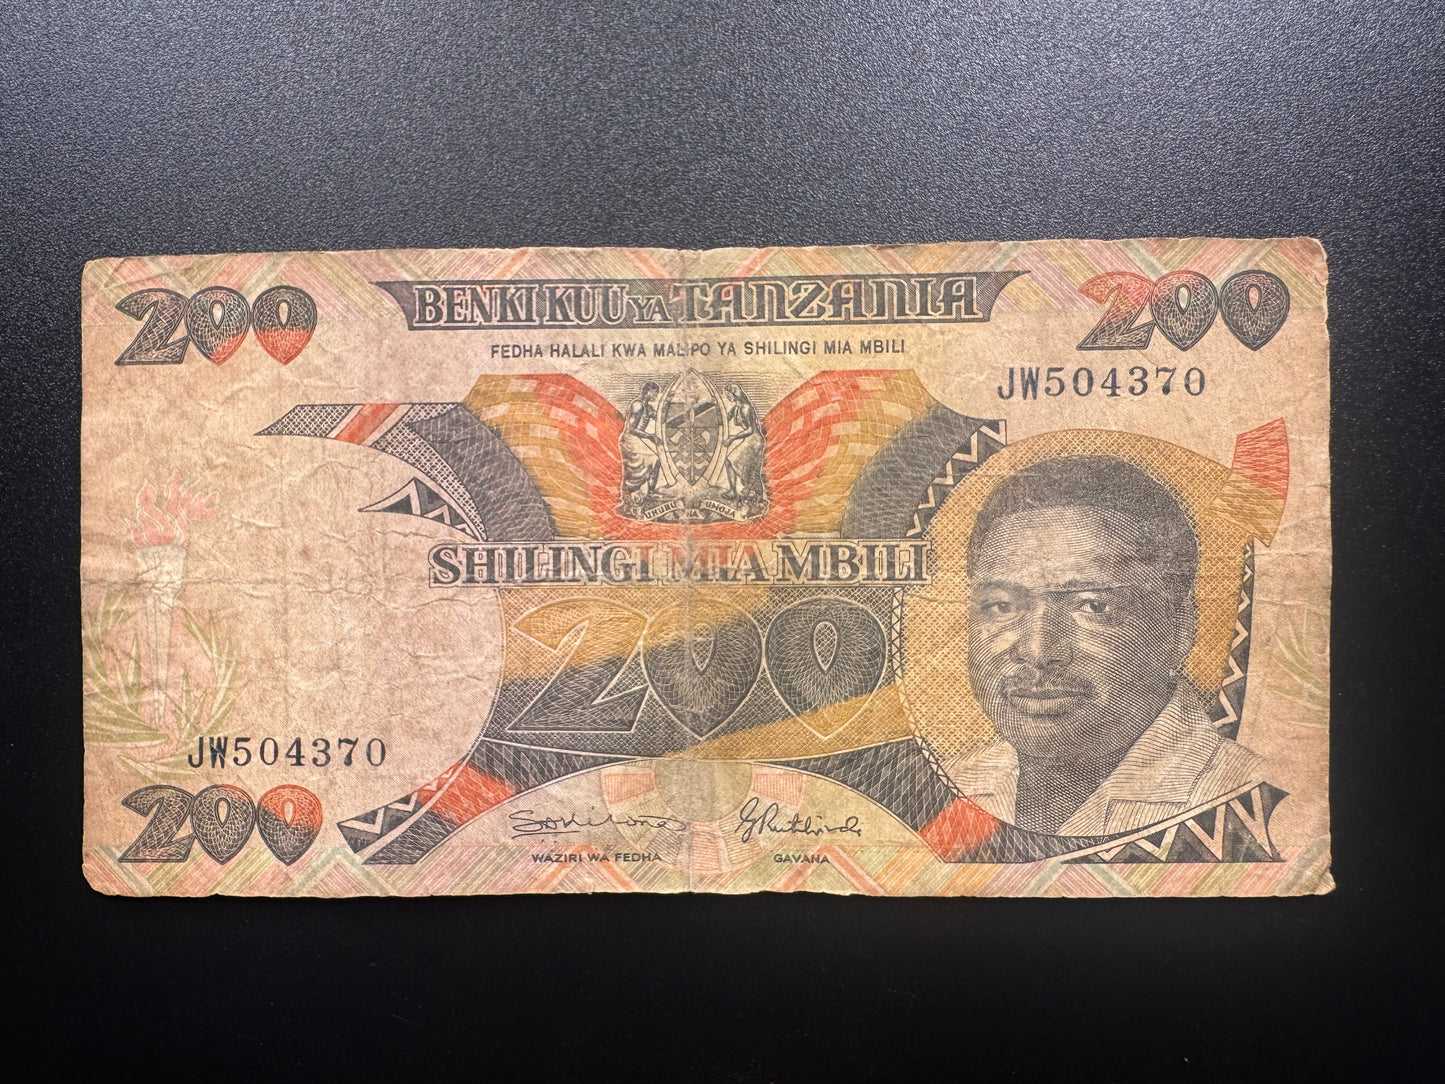 200
BENKI KUU YA TANZANIA
200
FEDHA HALALI KWA MALIPO YA SHILINGI MIA MBILI
JW504370
UHURU NA UMOJA
SHILINGI MIA MBILI
200
JW504370
200
WAZIRI WA FEDHA
GAVANA